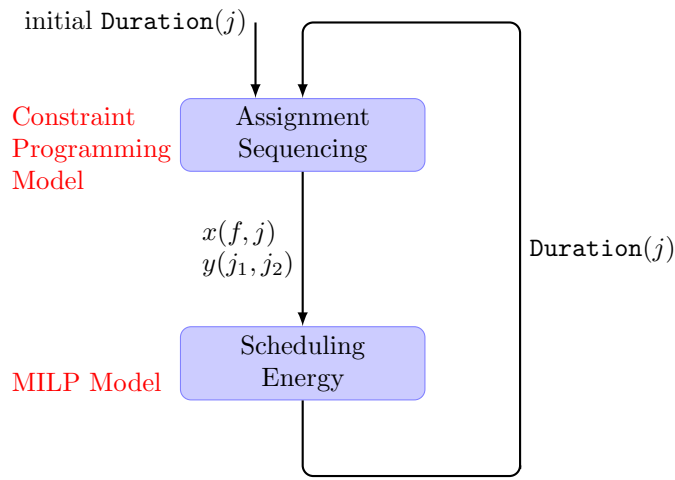 initial Duration(j)
Constraint
Programming
Model
Assignment
Sequencing
x(f, j)
y(j₁, j₂)
Duration(j)
MILP Model
Scheduling
Energy